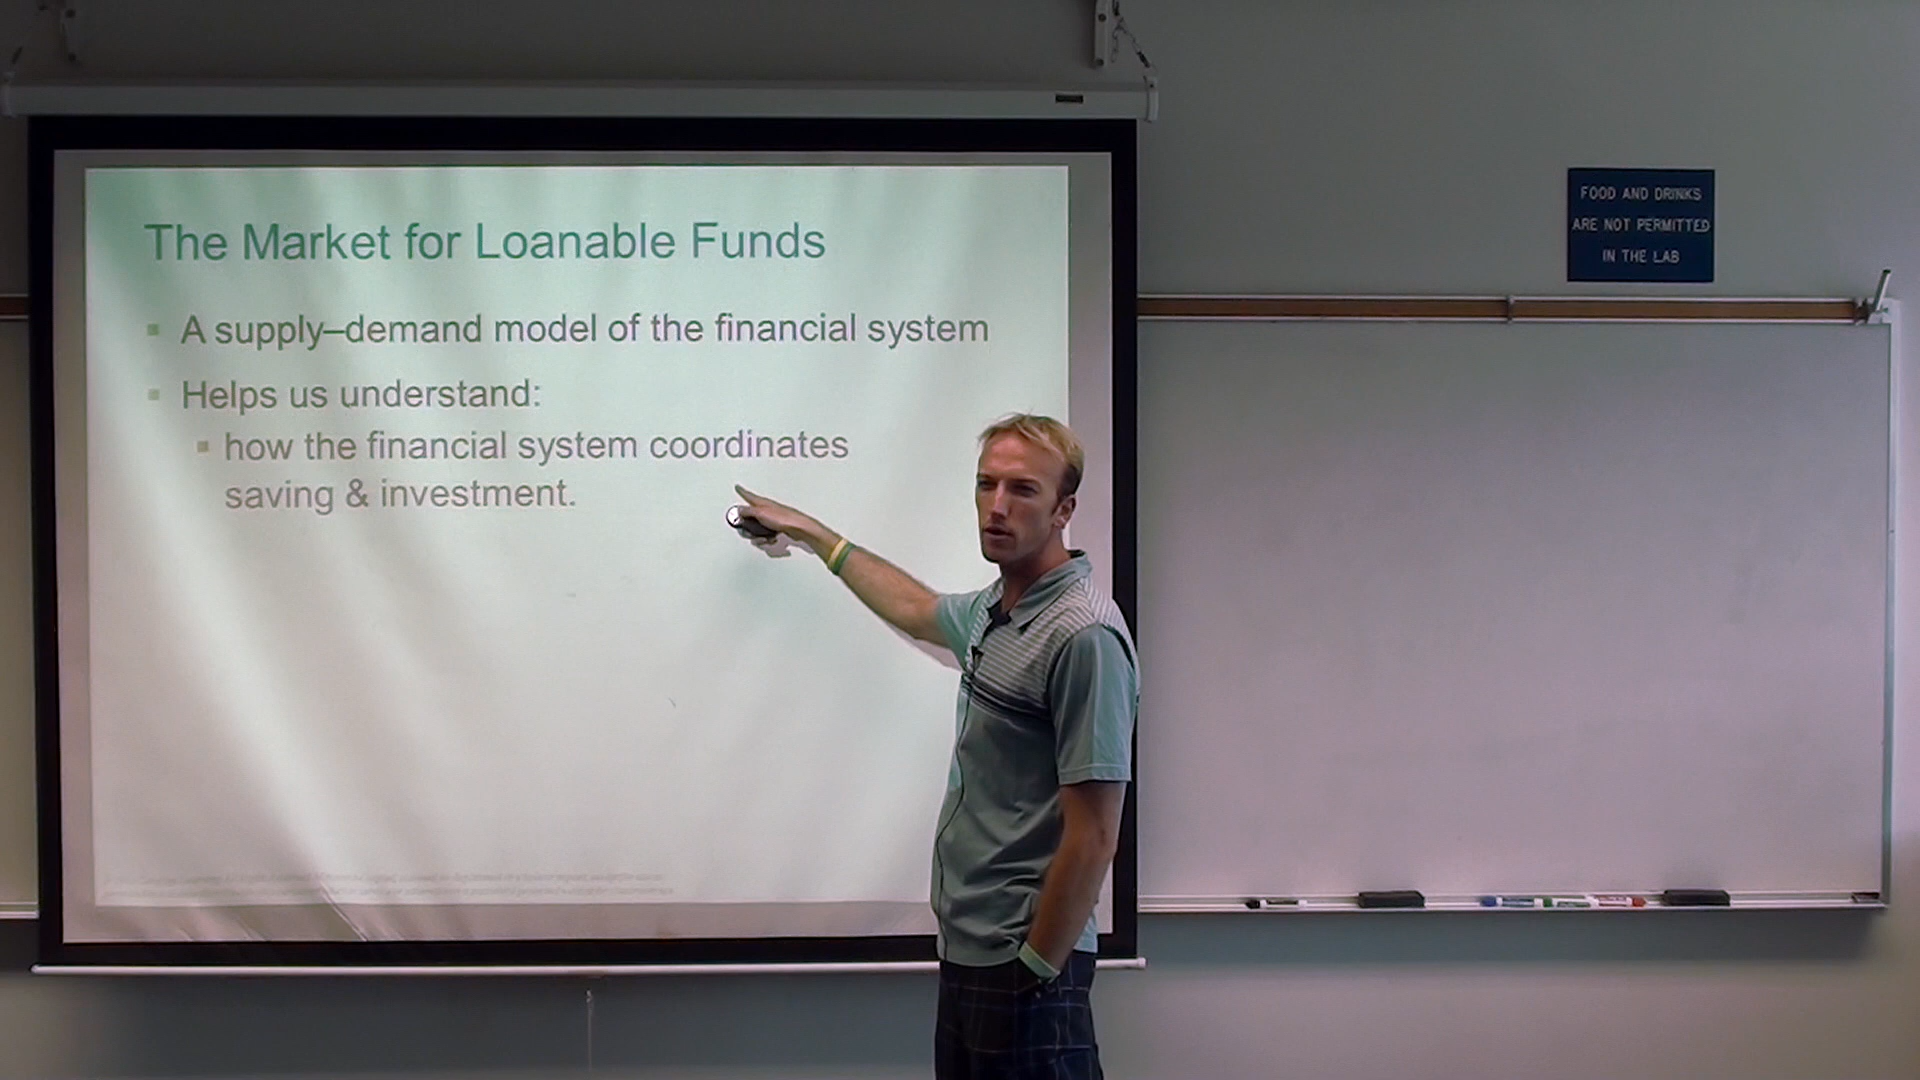 The Market for Loanable Funds
A supply–demand model of the financial system
Helps us understand:
how the financial system coordinates
saving & investment.
FOOD AND DRINKS
ARE NOT PERMITTED
IN THE LAB